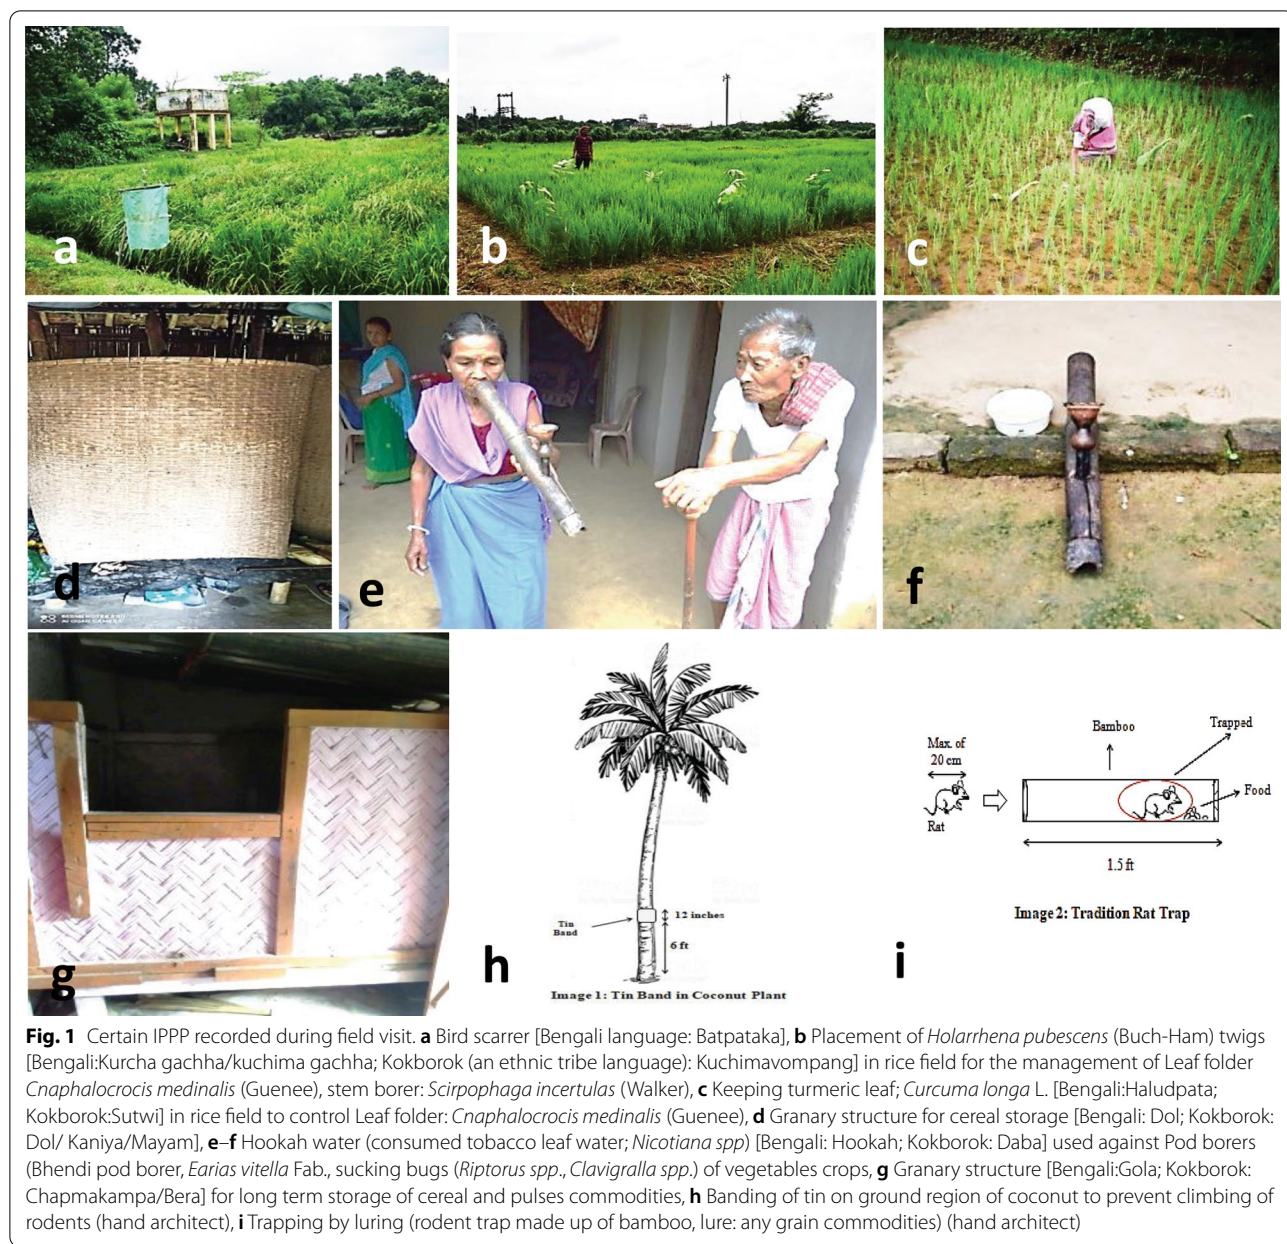 a
b
c
d
e
f
g
Tin
Band
12 inches
6 ft
h
Image 1: Tin Band in Coconut Plant
Max. of
20 cm
Rat
Bamboo
Trapped
Food
1.5 ft
i
Image 2: Tradition Rat Trap
Fig. 1 Certain IPPP recorded during field visit. a Bird scarrer [Bengali language: Batpataka], b Placement of Holarrhena pubescens (Buch-Ham) twigs
[Bengali:Kurcha gachha/kuchima gachha; Kokborok (an ethnic tribe language): Kuchimavompang] in rice field for the management of Leaf folder
Cnaphalocrocis medinalis (Guenee), stem borer: Scirpophaga incertulas (Walker), c Keeping turmeric leaf; Curcuma longa L. [Bengali:Haludpata;
Kokborok:Sutwi] in rice field to control Leaf folder: Cnaphalocrocis medinalis (Guenee), d Granary structure for cereal storage [Bengali: Dol; Kokborok:
Dol/ Kaniya/Mayam], e–f Hookah water (consumed tobacco leaf water; Nicotiana spp) [Bengali: Hookah; Kokborok: Daba] used against Pod borers
(Bhendi pod borer, Earias vitella Fab., sucking bugs (Riptorus spp., Clavigralla spp.) of vegetables crops, g Granary structure [Bengali:Gola; Kokborok:
Chapmakampa/Bera] for long term storage of cereal and pulses commodities, h Banding of tin on ground region of coconut to prevent climbing of
rodents (hand architect), i Trapping by luring (rodent trap made up of bamboo, lure: any grain commodities) (hand architect)